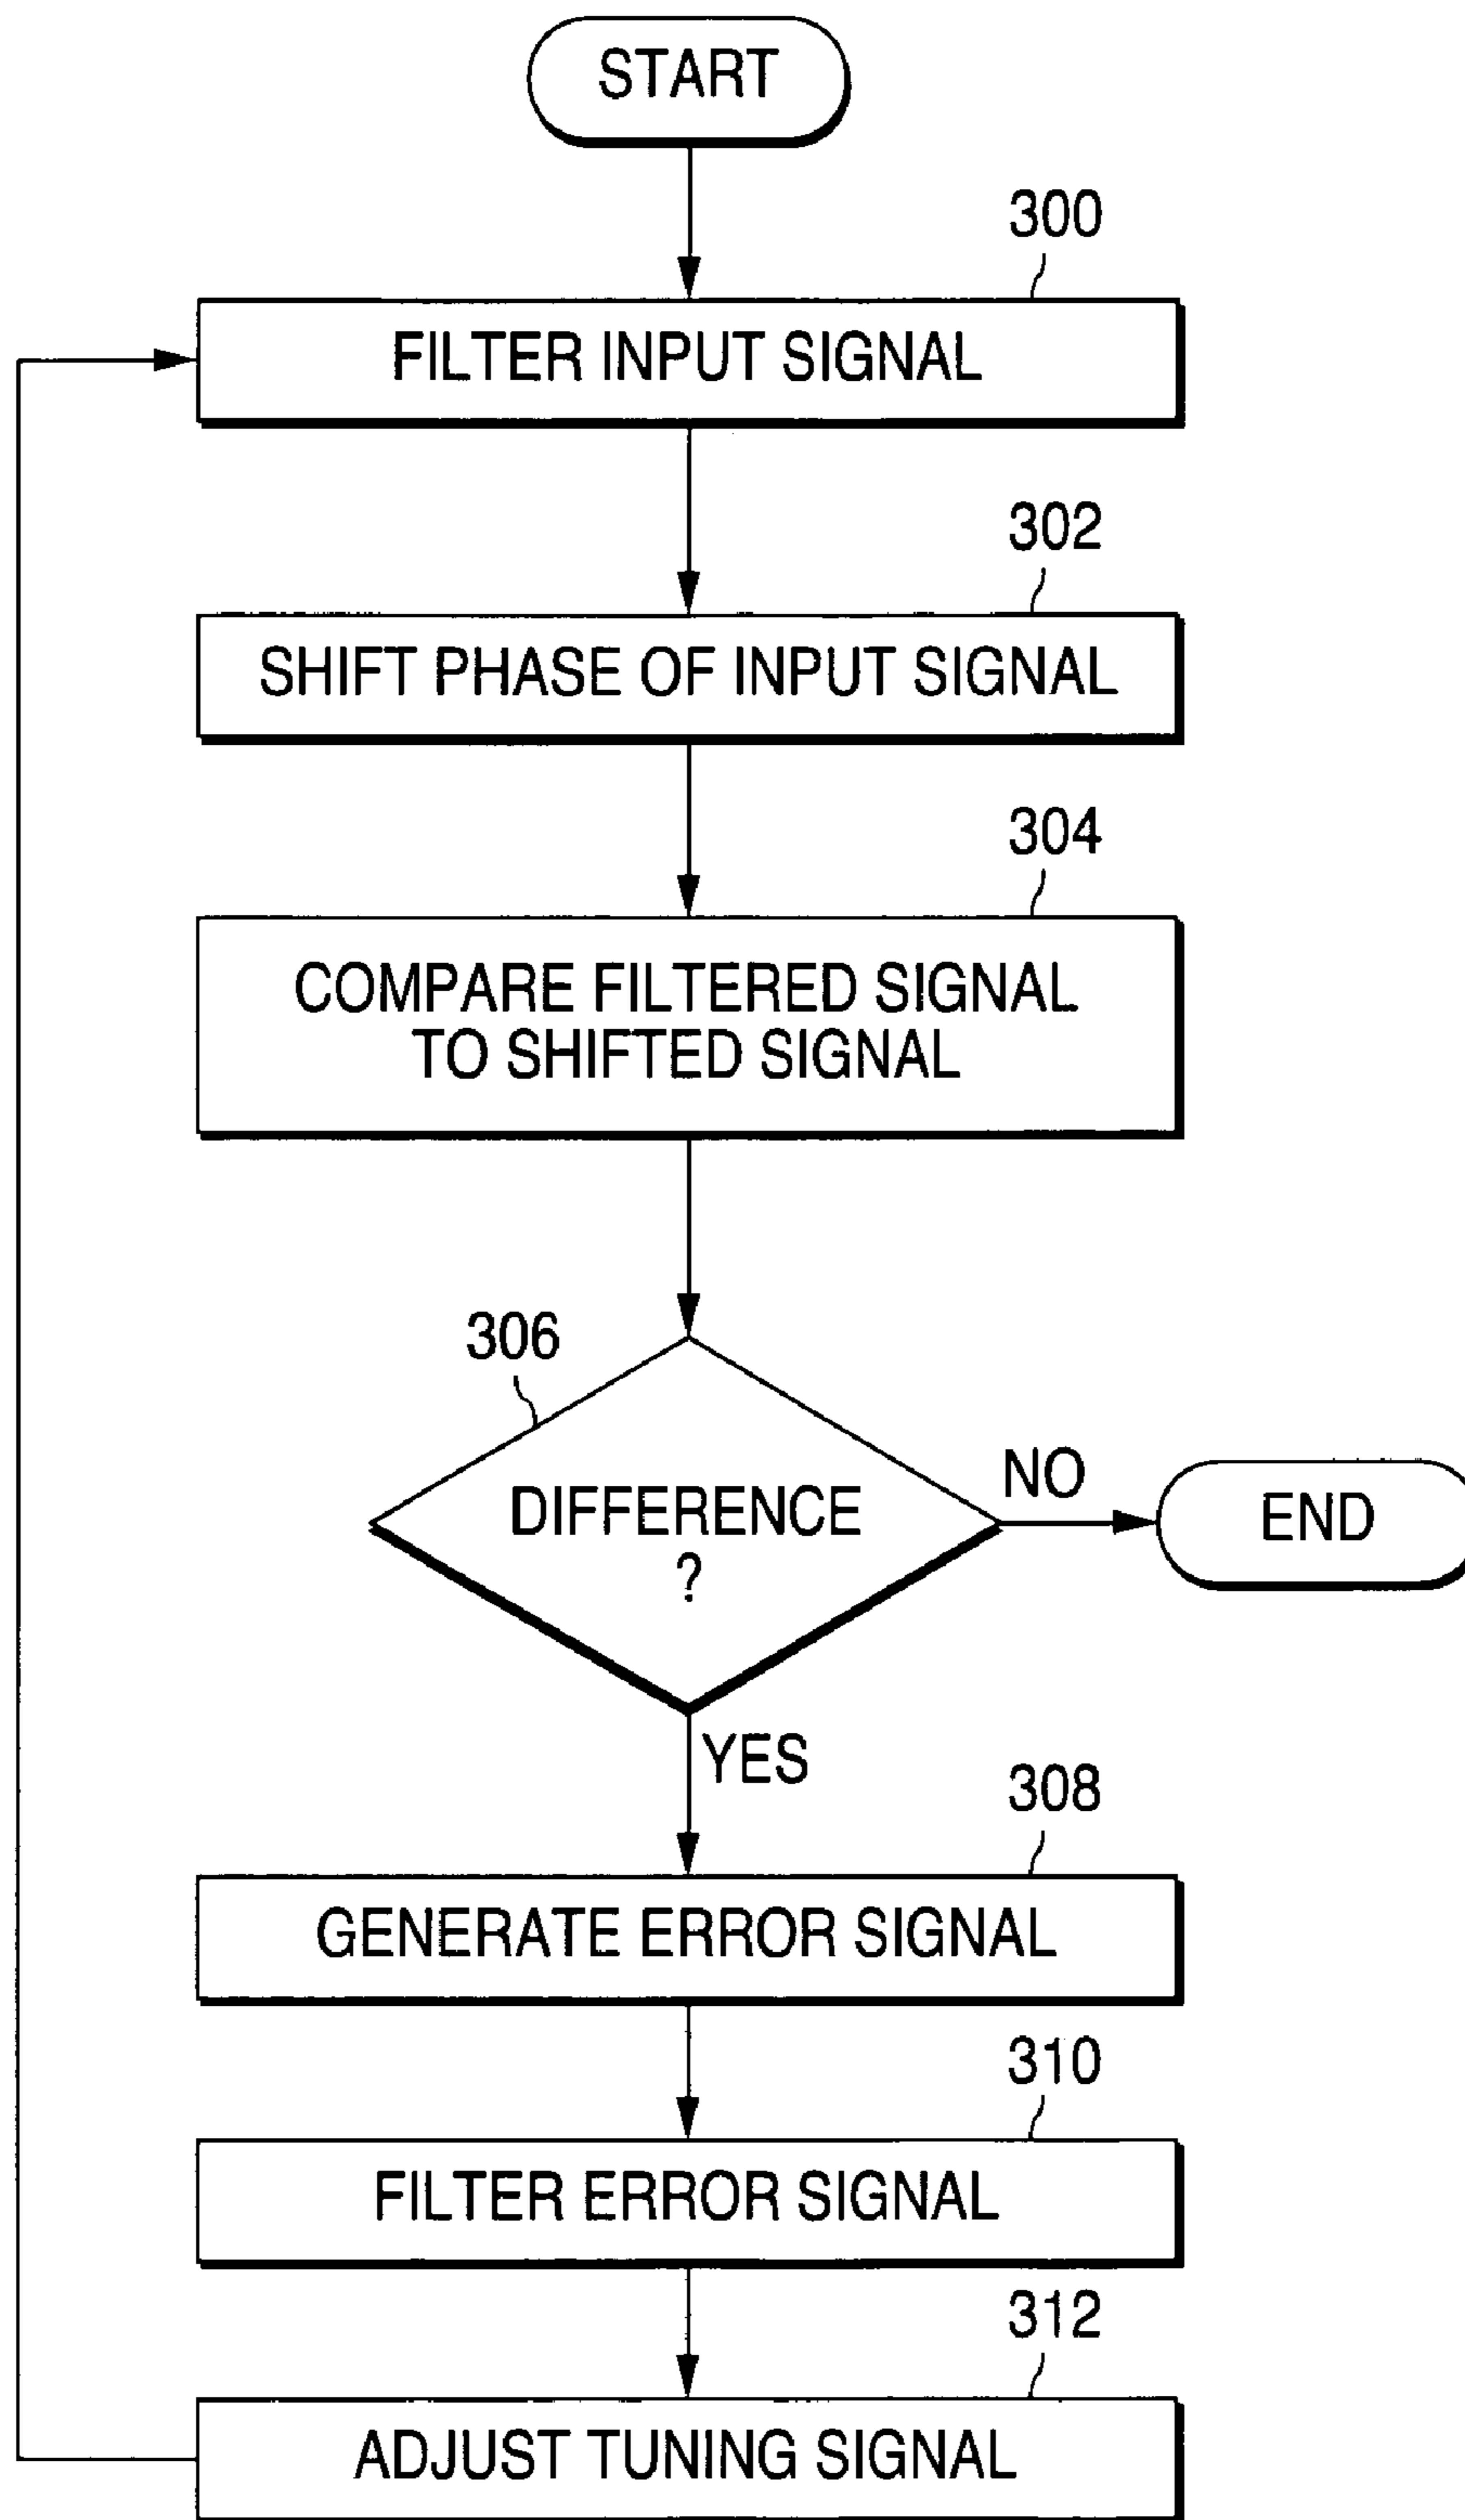 START
300
FILTER INPUT SIGNAL
302
SHIFT PHASE OF INPUT SIGNAL
304
COMPARE FILTERED SIGNAL
TO SHIFTED SIGNAL
306
DIFFERENCE
?
NO
END
YES
308
GENERATE ERROR SIGNAL
310
FILTER ERROR SIGNAL
312
ADJUST TUNING SIGNAL